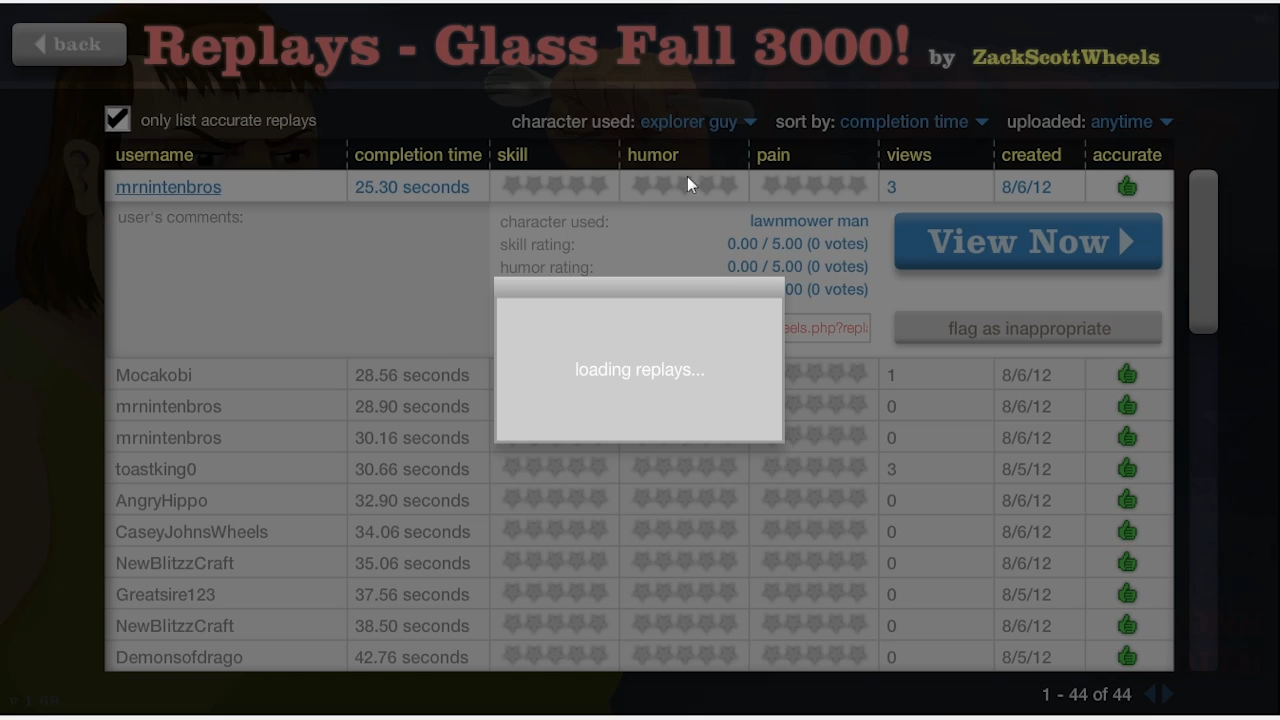 back Replays - Glass Fall 3000! by ZackScottWheels
only list accurate replays character used: explorer guy sort by: completion time uploaded: anytime
username completion time skill humor pain views created accurate
mrnintenbros 25.30 seconds 3 8/6/12
user's comments: character used: lawnmower man View Now
skill rating: 0.00 / 5.00 (0 votes)
humor rating: 0.00 / 5.00 (0 votes)
00 (0 votes)
eels.php?repl flag as inappropriate
loading replays...
Mocakobi 28.56 seconds 1 8/6/12
mrnintenbros 28.90 seconds 0 8/6/12
mrnintenbros 30.16 seconds 0 8/6/12
toastking0 30.66 seconds 3 8/5/12
AngryHippo 32.90 seconds 0 8/6/12
CaseyJohnsWheels 34.06 seconds 0 8/6/12
NewBlitzzCraft 35.06 seconds 0 8/6/12
Greatsire123 37.56 seconds 0 8/5/12
NewBlitzzCraft 38.50 seconds 0 8/6/12
Demonsofdrago 42.76 seconds 0 8/5/12
1 - 44 of 44